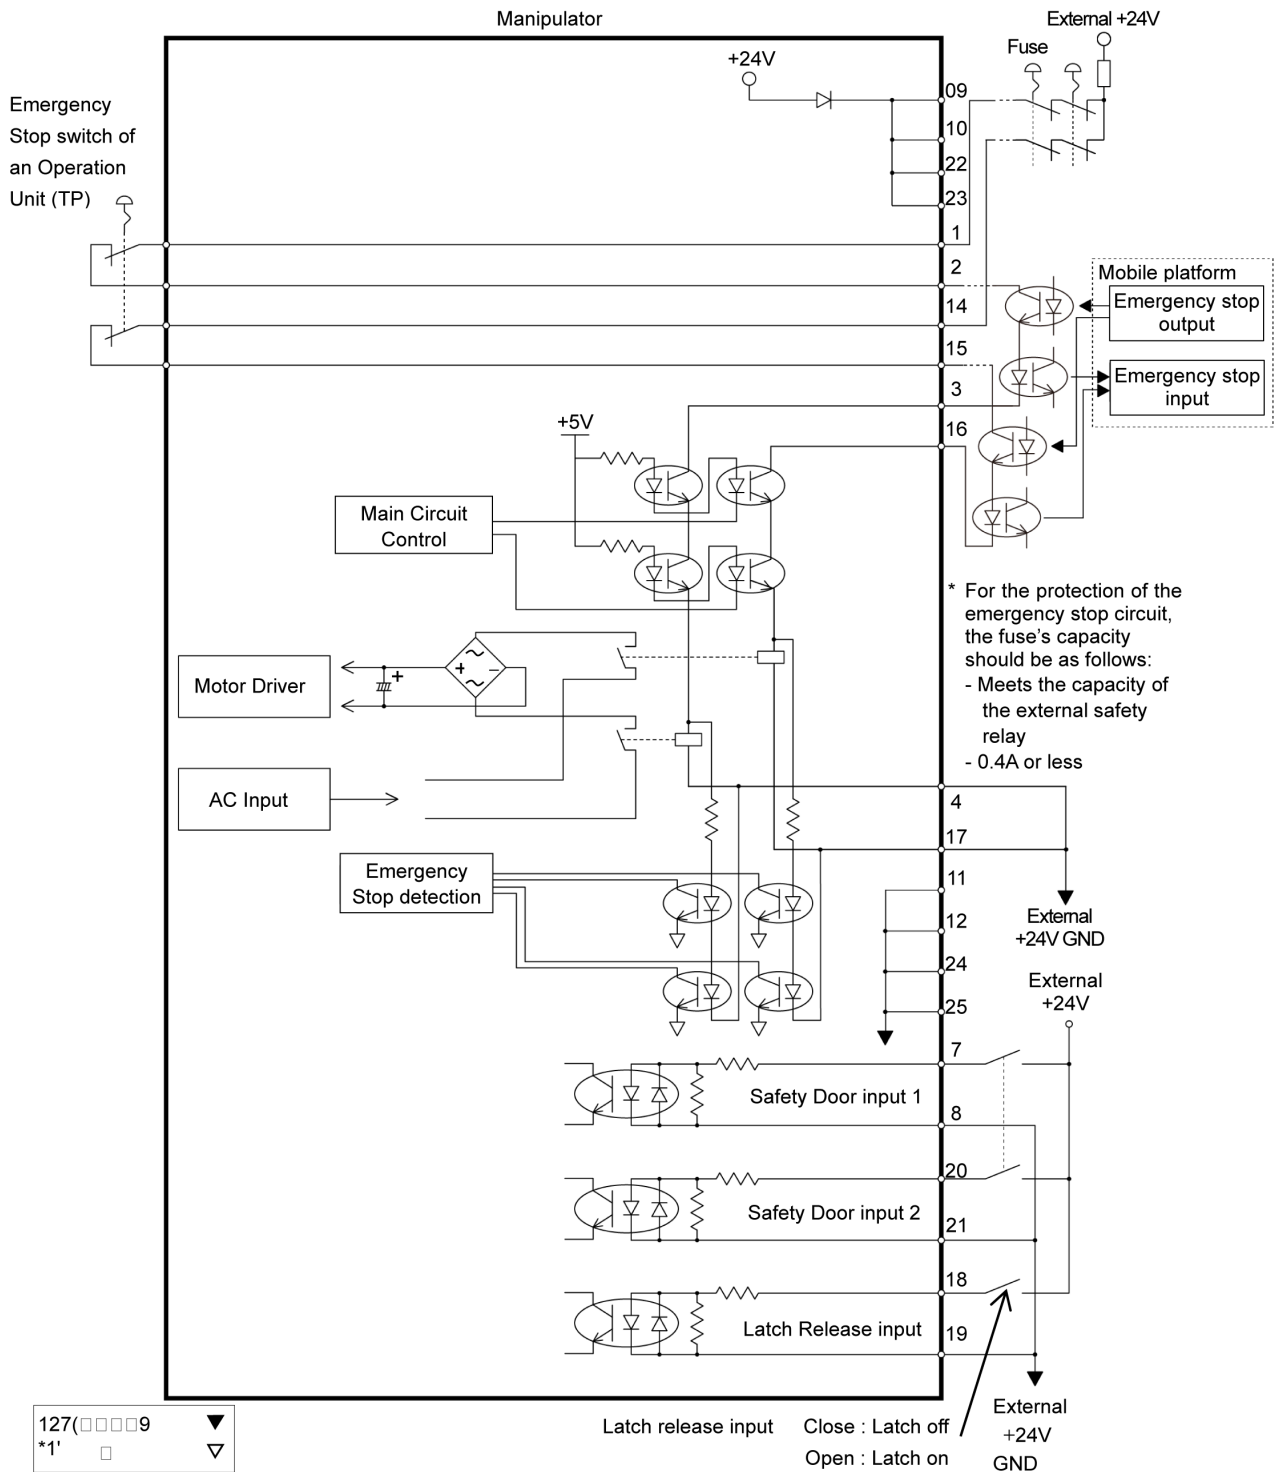 Manipulator
External +24V
Fuse
+24V
Emergency
Stop switch of
an Operation
Unit (TP)
09
10
22
23
1
2
14
15
3
16
Mobile platform
Emergency stop
output
Emergency stop
input
+5V
Main Circuit
Control
* For the protection of the
emergency stop circuit,
the fuse's capacity
should be as follows:
- Meets the capacity of
the external safety
relay
- 0.4A or less
Motor Driver
+
-
+
AC Input
4
17
Emergency
Stop detection
11
12
24
25
External
+24V GND
External
+24V
7
Safety Door input 1
8
20
Safety Door input 2
21
18
Latch Release input
19
127(□□□□9 ▼
*1' □ ▽
Latch release input Close : Latch off
Open : Latch on
External
+24V
GND